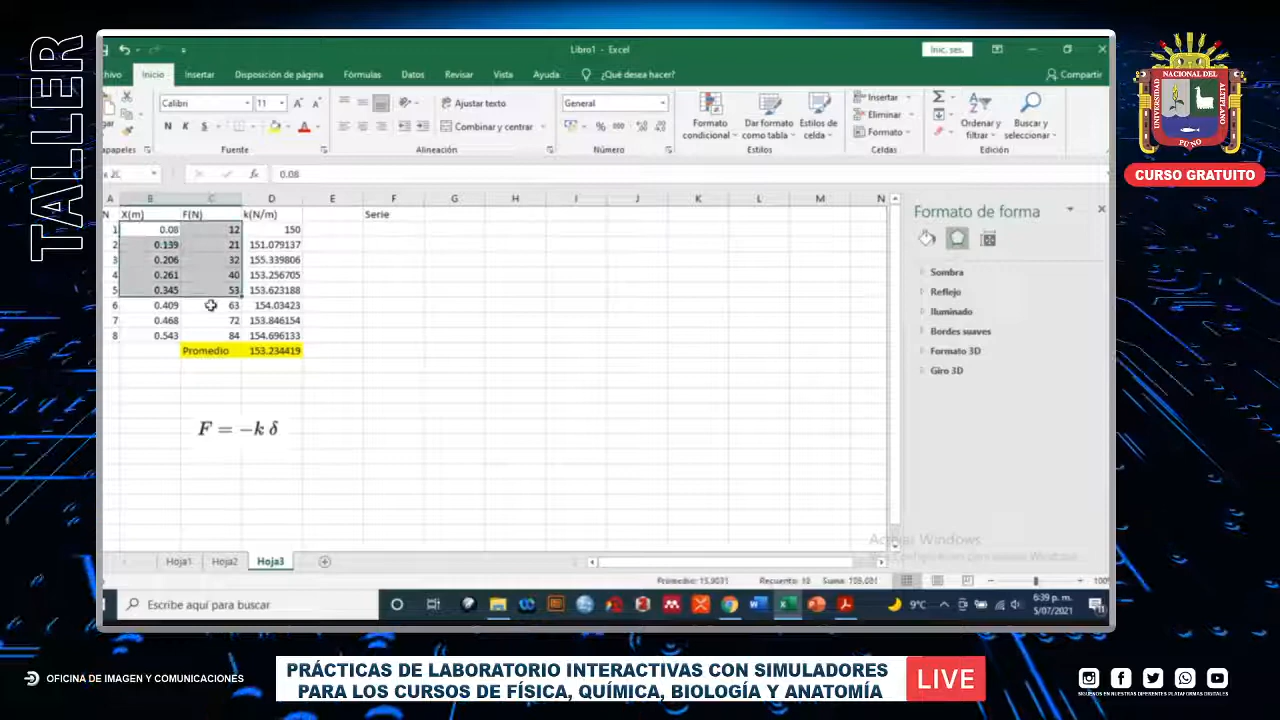 TALLER
Libro1 - Excel
Inic. ses.
Inicio
Insertar
Disposición de página
Fórmulas
Datos
Revisar
Vista
Ayuda
¿Qué desea hacer?
Compartir
Calibri
11
Ajustar texto
General
Insertar
Eliminar
Formato
N K S
Combinar y centrar
% 000
Formato condicional
Dar formato como tabla
Estilos de celda
Ordenar y filtrar
Buscar y seleccionar
Fuente
Alineación
Número
Estilos
Celdas
Edición
fx 0.08
A B C D E F G H I J K L M N
N X(m) F(N) k(N/m) Serie
1 0.08 12 150
2 0.139 21 151.079137
3 0.206 32 155.339806
4 0.261 40 153.256705
5 0.345 53 153.623188
6 0.409 63 154.03423
7 0.468 72 153.846154
8 0.543 84 154.696133
Promedio 153.234419
F = −k δ
Formato de forma
Sombra
Reflejo
Iluminado
Bordes suaves
Formato 3D
Giro 3D
Activar Windows
Hoja1 Hoja2 Hoja3
Escribe aquí para buscar
9°C
6:39 p. m.
5/07/2021
UNIVERSIDAD NACIONAL DEL ALTIPLANO
PUNO
CURSO GRATUITO
OFICINA DE IMAGEN Y COMUNICACIONES
PRÁCTICAS DE LABORATORIO INTERACTIVAS CON SIMULADORES
PARA LOS CURSOS DE FÍSICA, QUÍMICA, BIOLOGÍA Y ANATOMÍA
LIVE
SIGUENOS EN NUESTRAS DIFERENTES PLATAFORMAS DIGITALES